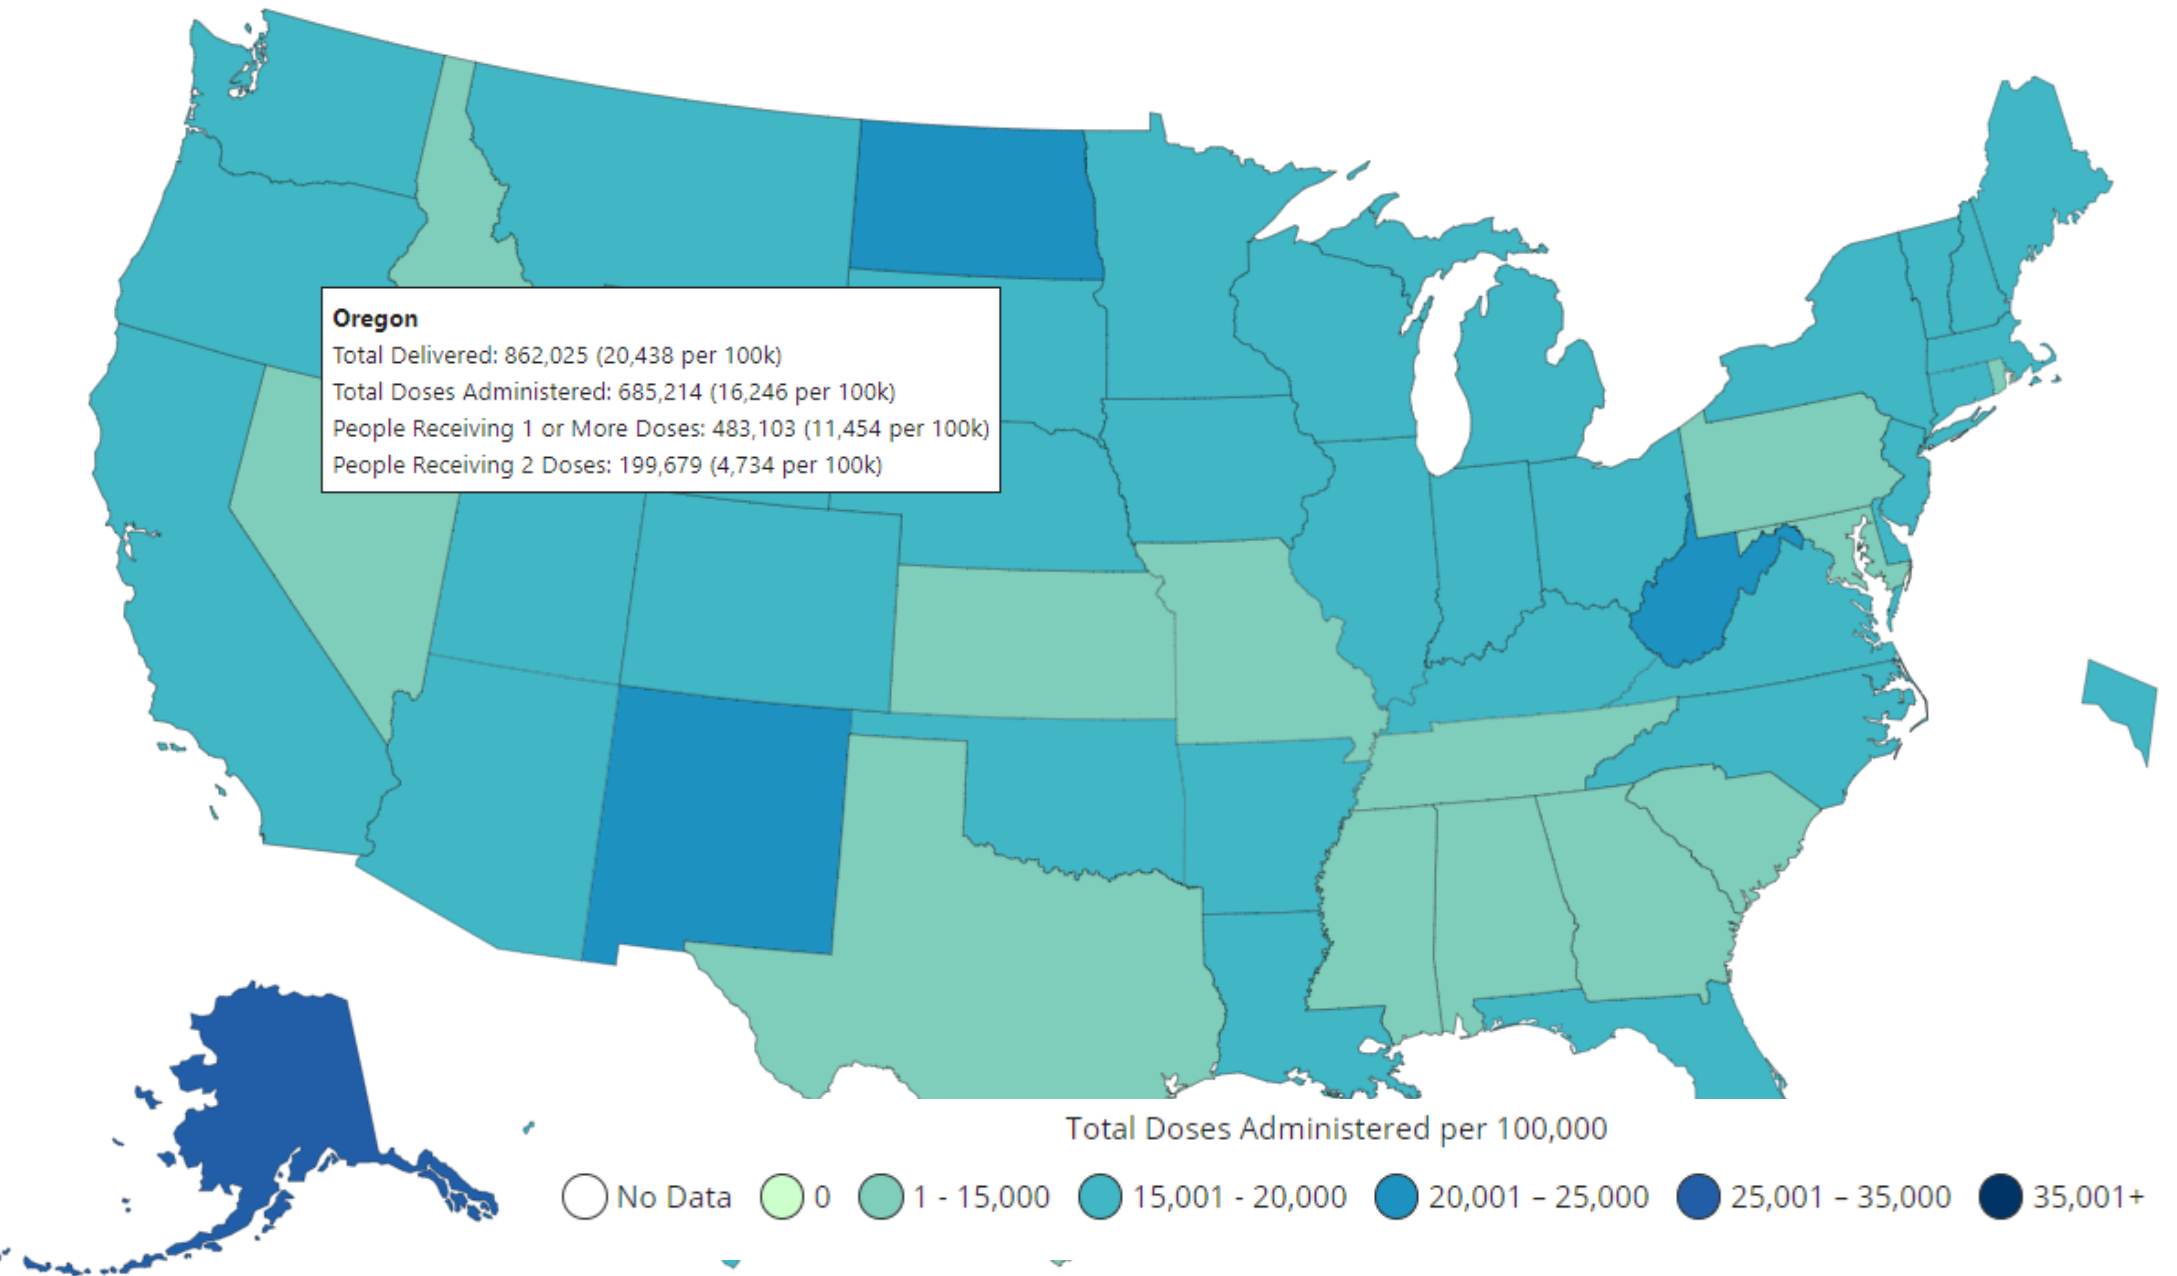 Oregon
Total Delivered: 862,025 (20,438 per 100k)
Total Doses Administered: 685,214 (16,246 per 100k)
People Receiving 1 or More Doses: 483,103 (11,454 per 100k)
People Receiving 2 Doses: 199,679 (4,734 per 100k)
Total Doses Administered per 100,000
No Data 0 1 - 15,000 15,001 - 20,000 20,001 – 25,000 25,001 – 35,000 35,001+